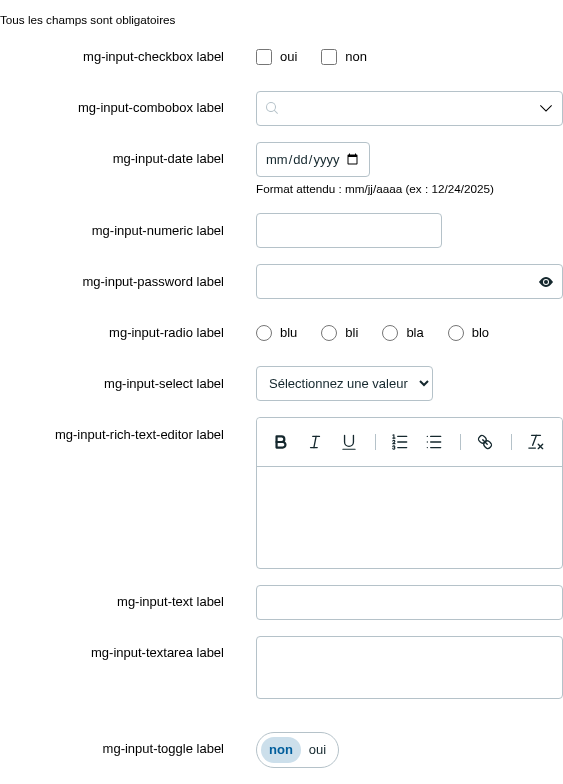 Tous les champs sont obligatoires
mg-input-checkbox label
oui non
mg-input-combobox label
mg-input-date label
mm/dd/yyyy
Format attendu : mm/jj/aaaa (ex : 12/24/2025)
mg-input-numeric label
mg-input-password label
mg-input-radio label
blu bli bla blo
mg-input-select label
Sélectionnez une valeur
mg-input-rich-text-editor label
mg-input-text label
mg-input-textarea label
mg-input-toggle label
non oui